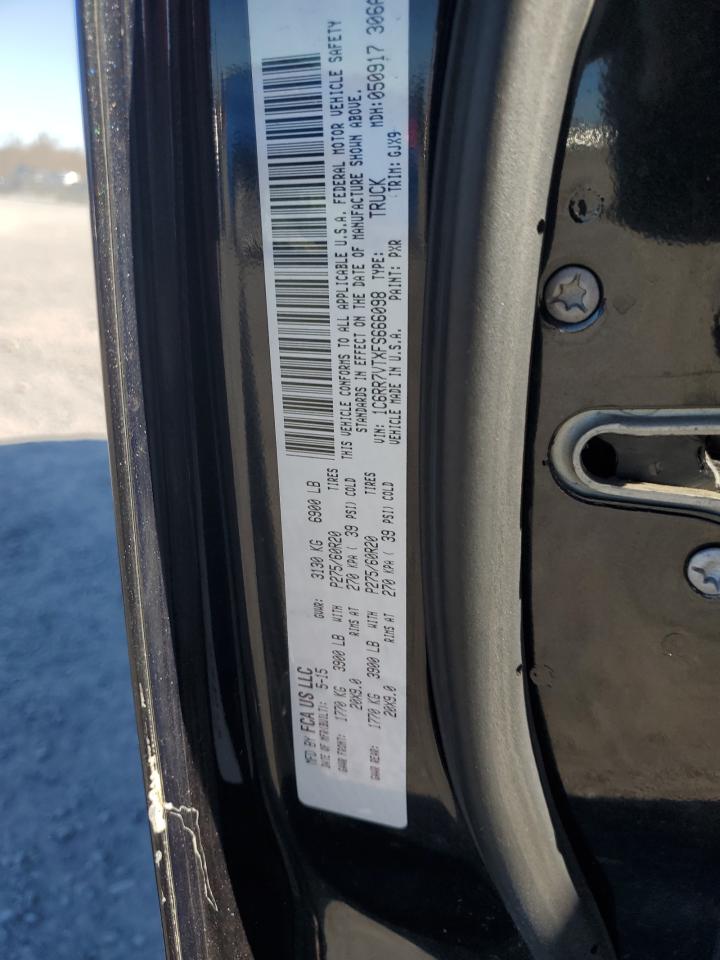 MFD BY FCA US LLC
DATE OF MFR(BUILT): 5-15 GVWR: 3130 KG 6900 LB
GAWR FRONT: 1770 KG 3900 LB WITH P275/60R20 TIRES
20X9.0 RIMS AT 270 KPA ( 39 PSI) COLD
GAWR REAR: 1770 KG 3900 LB WITH P275/60R20 TIRES
20X9.0 RIMS AT 270 KPA ( 39 PSI) COLD
THIS VEHICLE CONFORMS TO ALL APPLICABLE U.S.A. FEDERAL MOTOR VEHICLE SAFETY
STANDARDS IN EFFECT ON THE DATE OF MANUFACTURE SHOWN ABOVE.
VIN: 1C6RR7VTXFS666098 TYPE: TRUCK MDH:050917 306A
VEHICLE MADE IN U.S.A. PAINT: PXR TRIM: GJX9